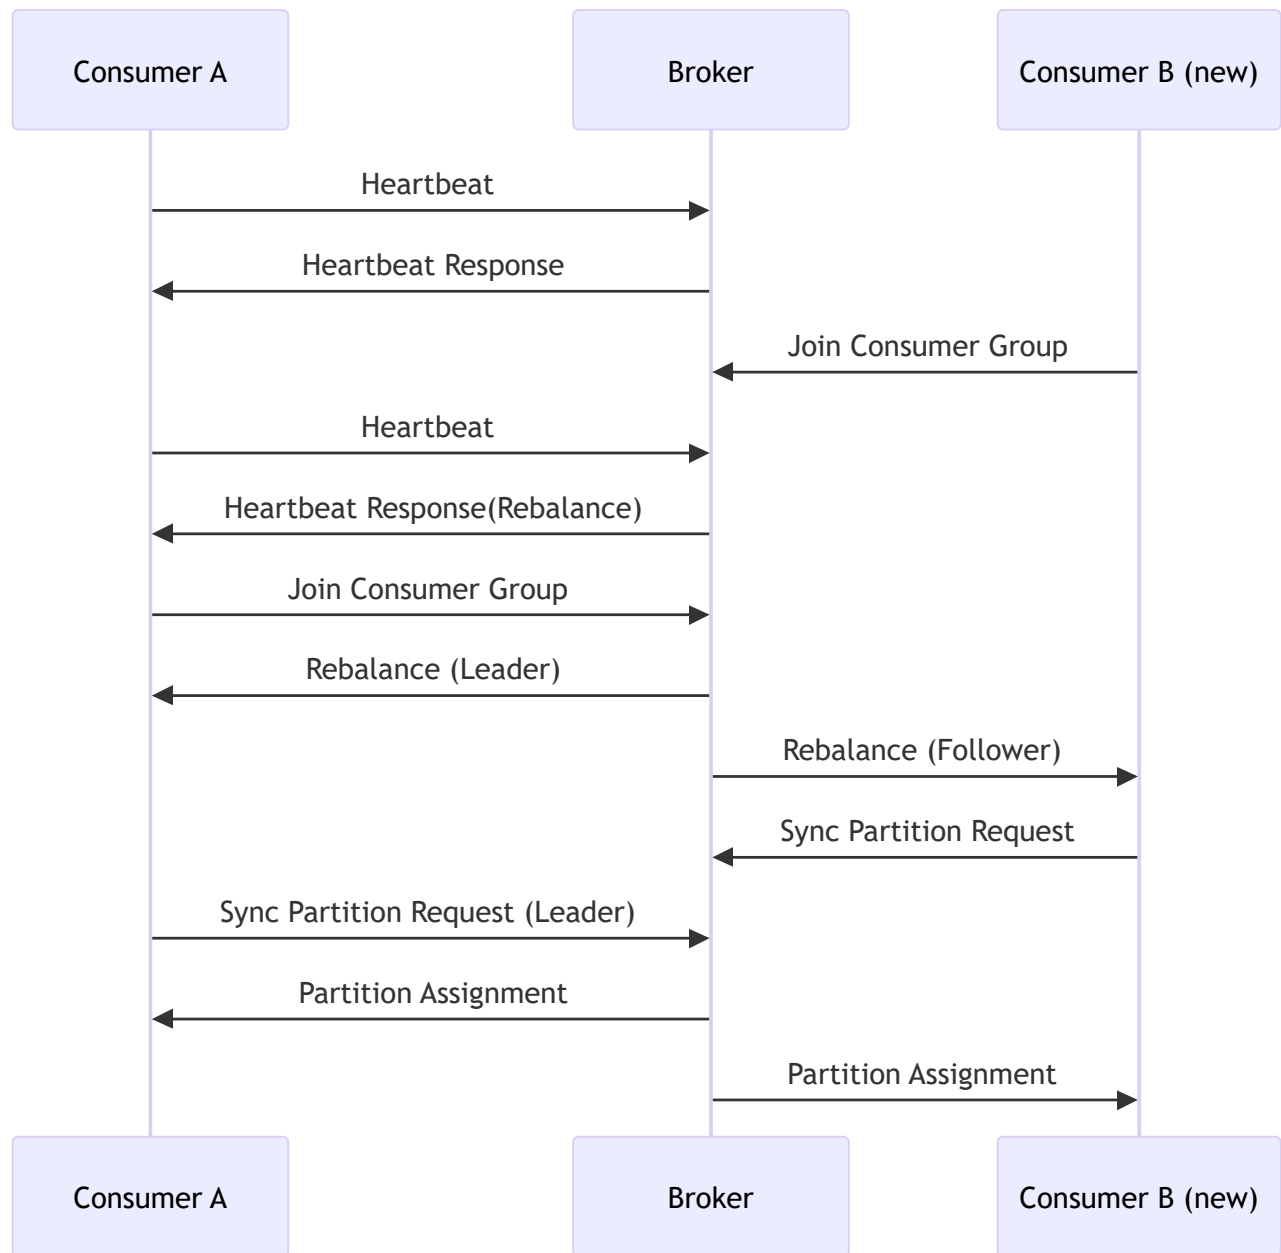 Consumer A
Broker
Consumer B (new)
Heartbeat
Heartbeat Response
Join Consumer Group
Heartbeat
Heartbeat Response(Rebalance)
Join Consumer Group
Rebalance (Leader)
Rebalance (Follower)
Sync Partition Request
Sync Partition Request (Leader)
Partition Assignment
Partition Assignment
Consumer A
Broker
Consumer B (new)